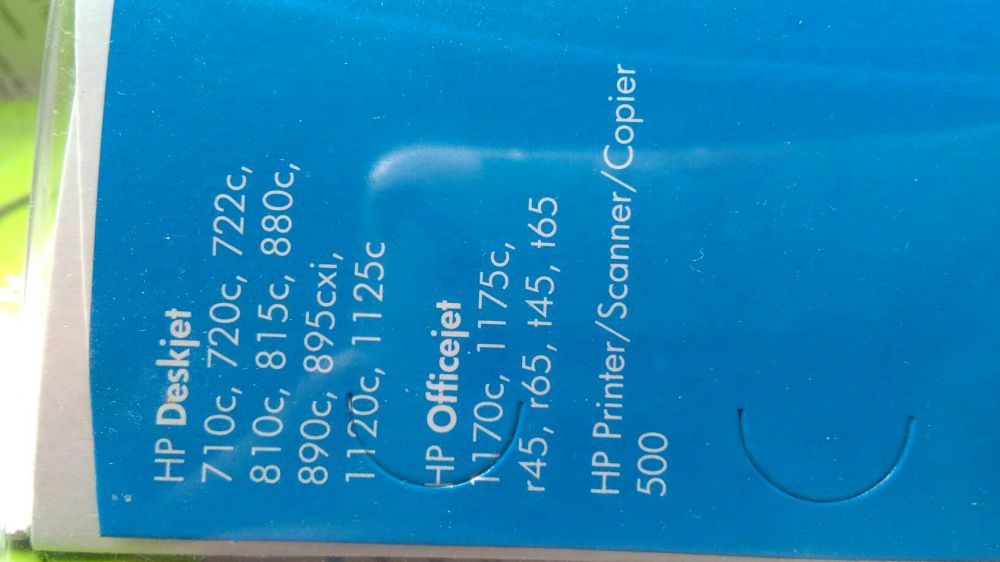 HP Deskjet
710c, 720c, 722c,
810c, 815c, 880c,
890c, 895cxi,
1120c, 1125c
HP Officejet
1170c, 1175c,
r45, r65, t45, t65
HP Printer/Scanner/Copier
500